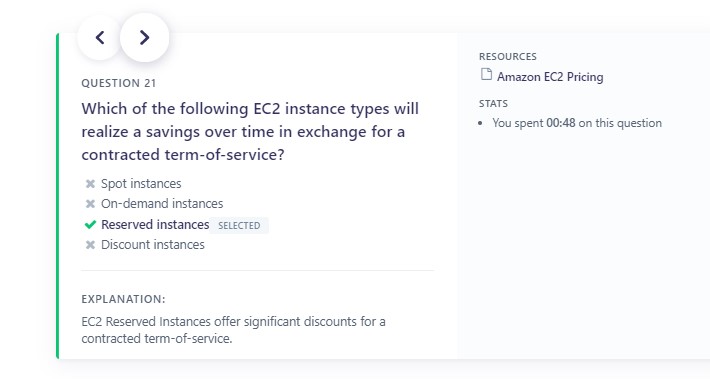 QUESTION 21
Which of the following EC2 instance types will
realize a savings over time in exchange for a
contracted term-of-service?
Spot instances
On-demand instances
Reserved instances SELECTED
Discount instances
EXPLANATION:
EC2 Reserved Instances offer significant discounts for a
contracted term-of-service.
RESOURCES
Amazon EC2 Pricing
STATS
You spent 00:48 on this question